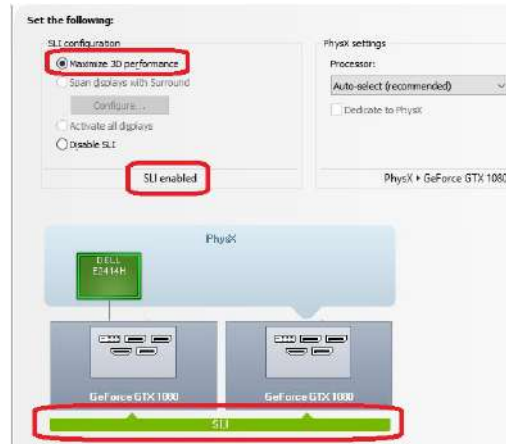 Set the following:
SLI configuration
Maximize 3D performance
Span displays with Surround
Configure...
Activate all displays
Disable SLI
SLI enabled
PhysX settings
Processor:
Auto-select (recommended)
Dedicate to PhysX
PhysX ▸ GeForce GTX 1080
PhysX
DELL
E2414H
GeForce GTX 1080
GeForce GTX 1080
SLI